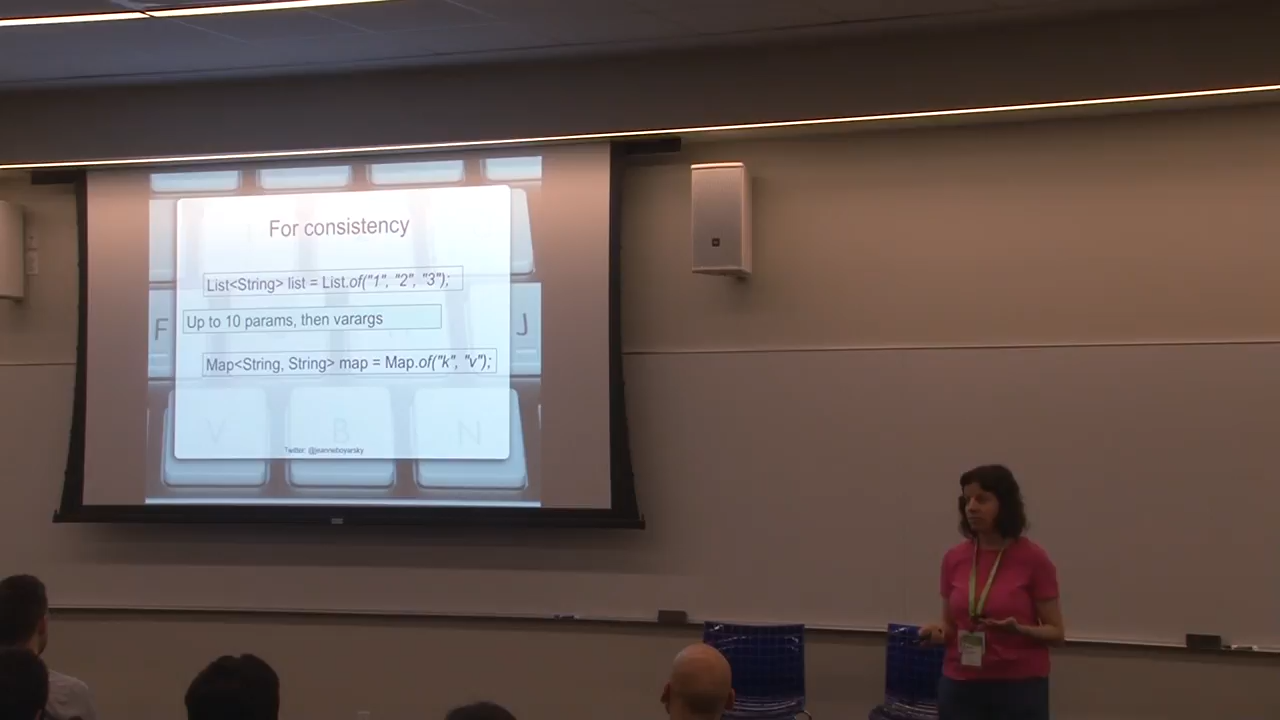 For consistency
List<String> list = List.of("1", "2", "3");
Up to 10 params, then varargs
Map<String, String> map = Map.of("k", "v");
F
J
V
B
N
Twitter: @jeanneboyarsky